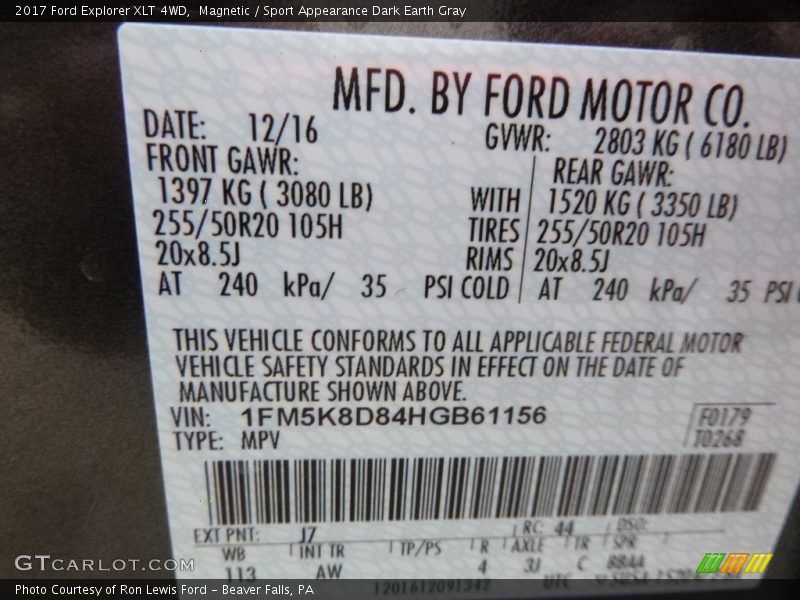 2017 Ford Explorer XLT 4WD, Magnetic / Sport Appearance Dark Earth Gray
MFD. BY FORD MOTOR CO.
DATE: 12/16 GVWR: 2803 KG ( 6180 LB)
FRONT GAWR: REAR GAWR:
1397 KG ( 3080 LB) WITH 1520 KG ( 3350 LB)
255/50R20 105H TIRES 255/50R20 105H
20x8.5J RIMS 20x8.5J
AT 240 kPa/ 35 PSI COLD AT 240 kPa/ 35 PSI
THIS VEHICLE CONFORMS TO ALL APPLICABLE FEDERAL MOTOR
VEHICLE SAFETY STANDARDS IN EFFECT ON THE DATE OF
MANUFACTURE SHOWN ABOVE.
VIN: 1FM5K8D84HGB61156 F0179
TYPE: MPV T0268
EXT PNT: J7 RC: 44 DSO:
WB INT TR TP/PS R AXLE TR SPR
113 AW 4 3J C
1201612091342 UTC
GTCARLOT.COM
Photo Courtesy of Ron Lewis Ford - Beaver Falls, PA